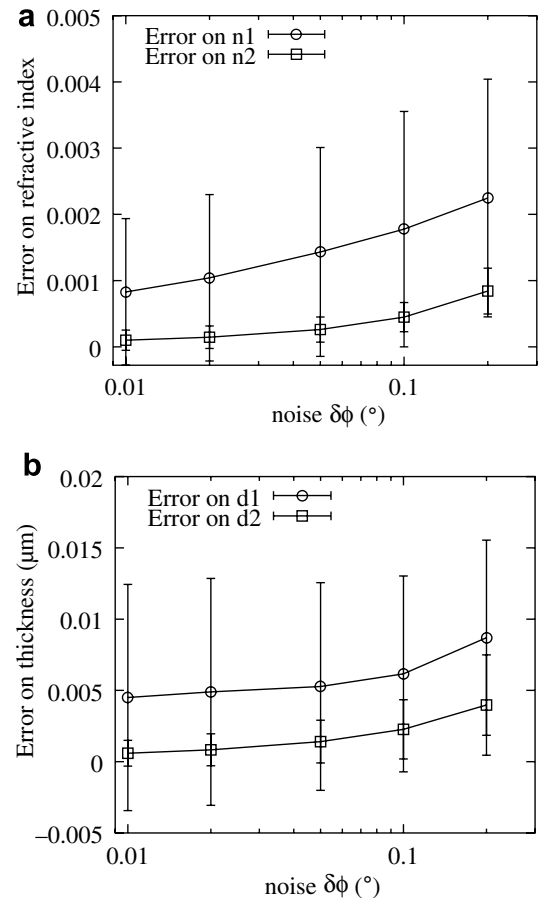 a
0.005
0.004
0.003
0.002
0.001
0
Error on refractive index
Error on n1
Error on n2
0.01
0.1
noise δϕ (°)
b
0.02
0.015
0.01
0.005
0
−0.005
Error on thickness (μm)
Error on d1
Error on d2
0.01
0.1
noise δϕ (°)